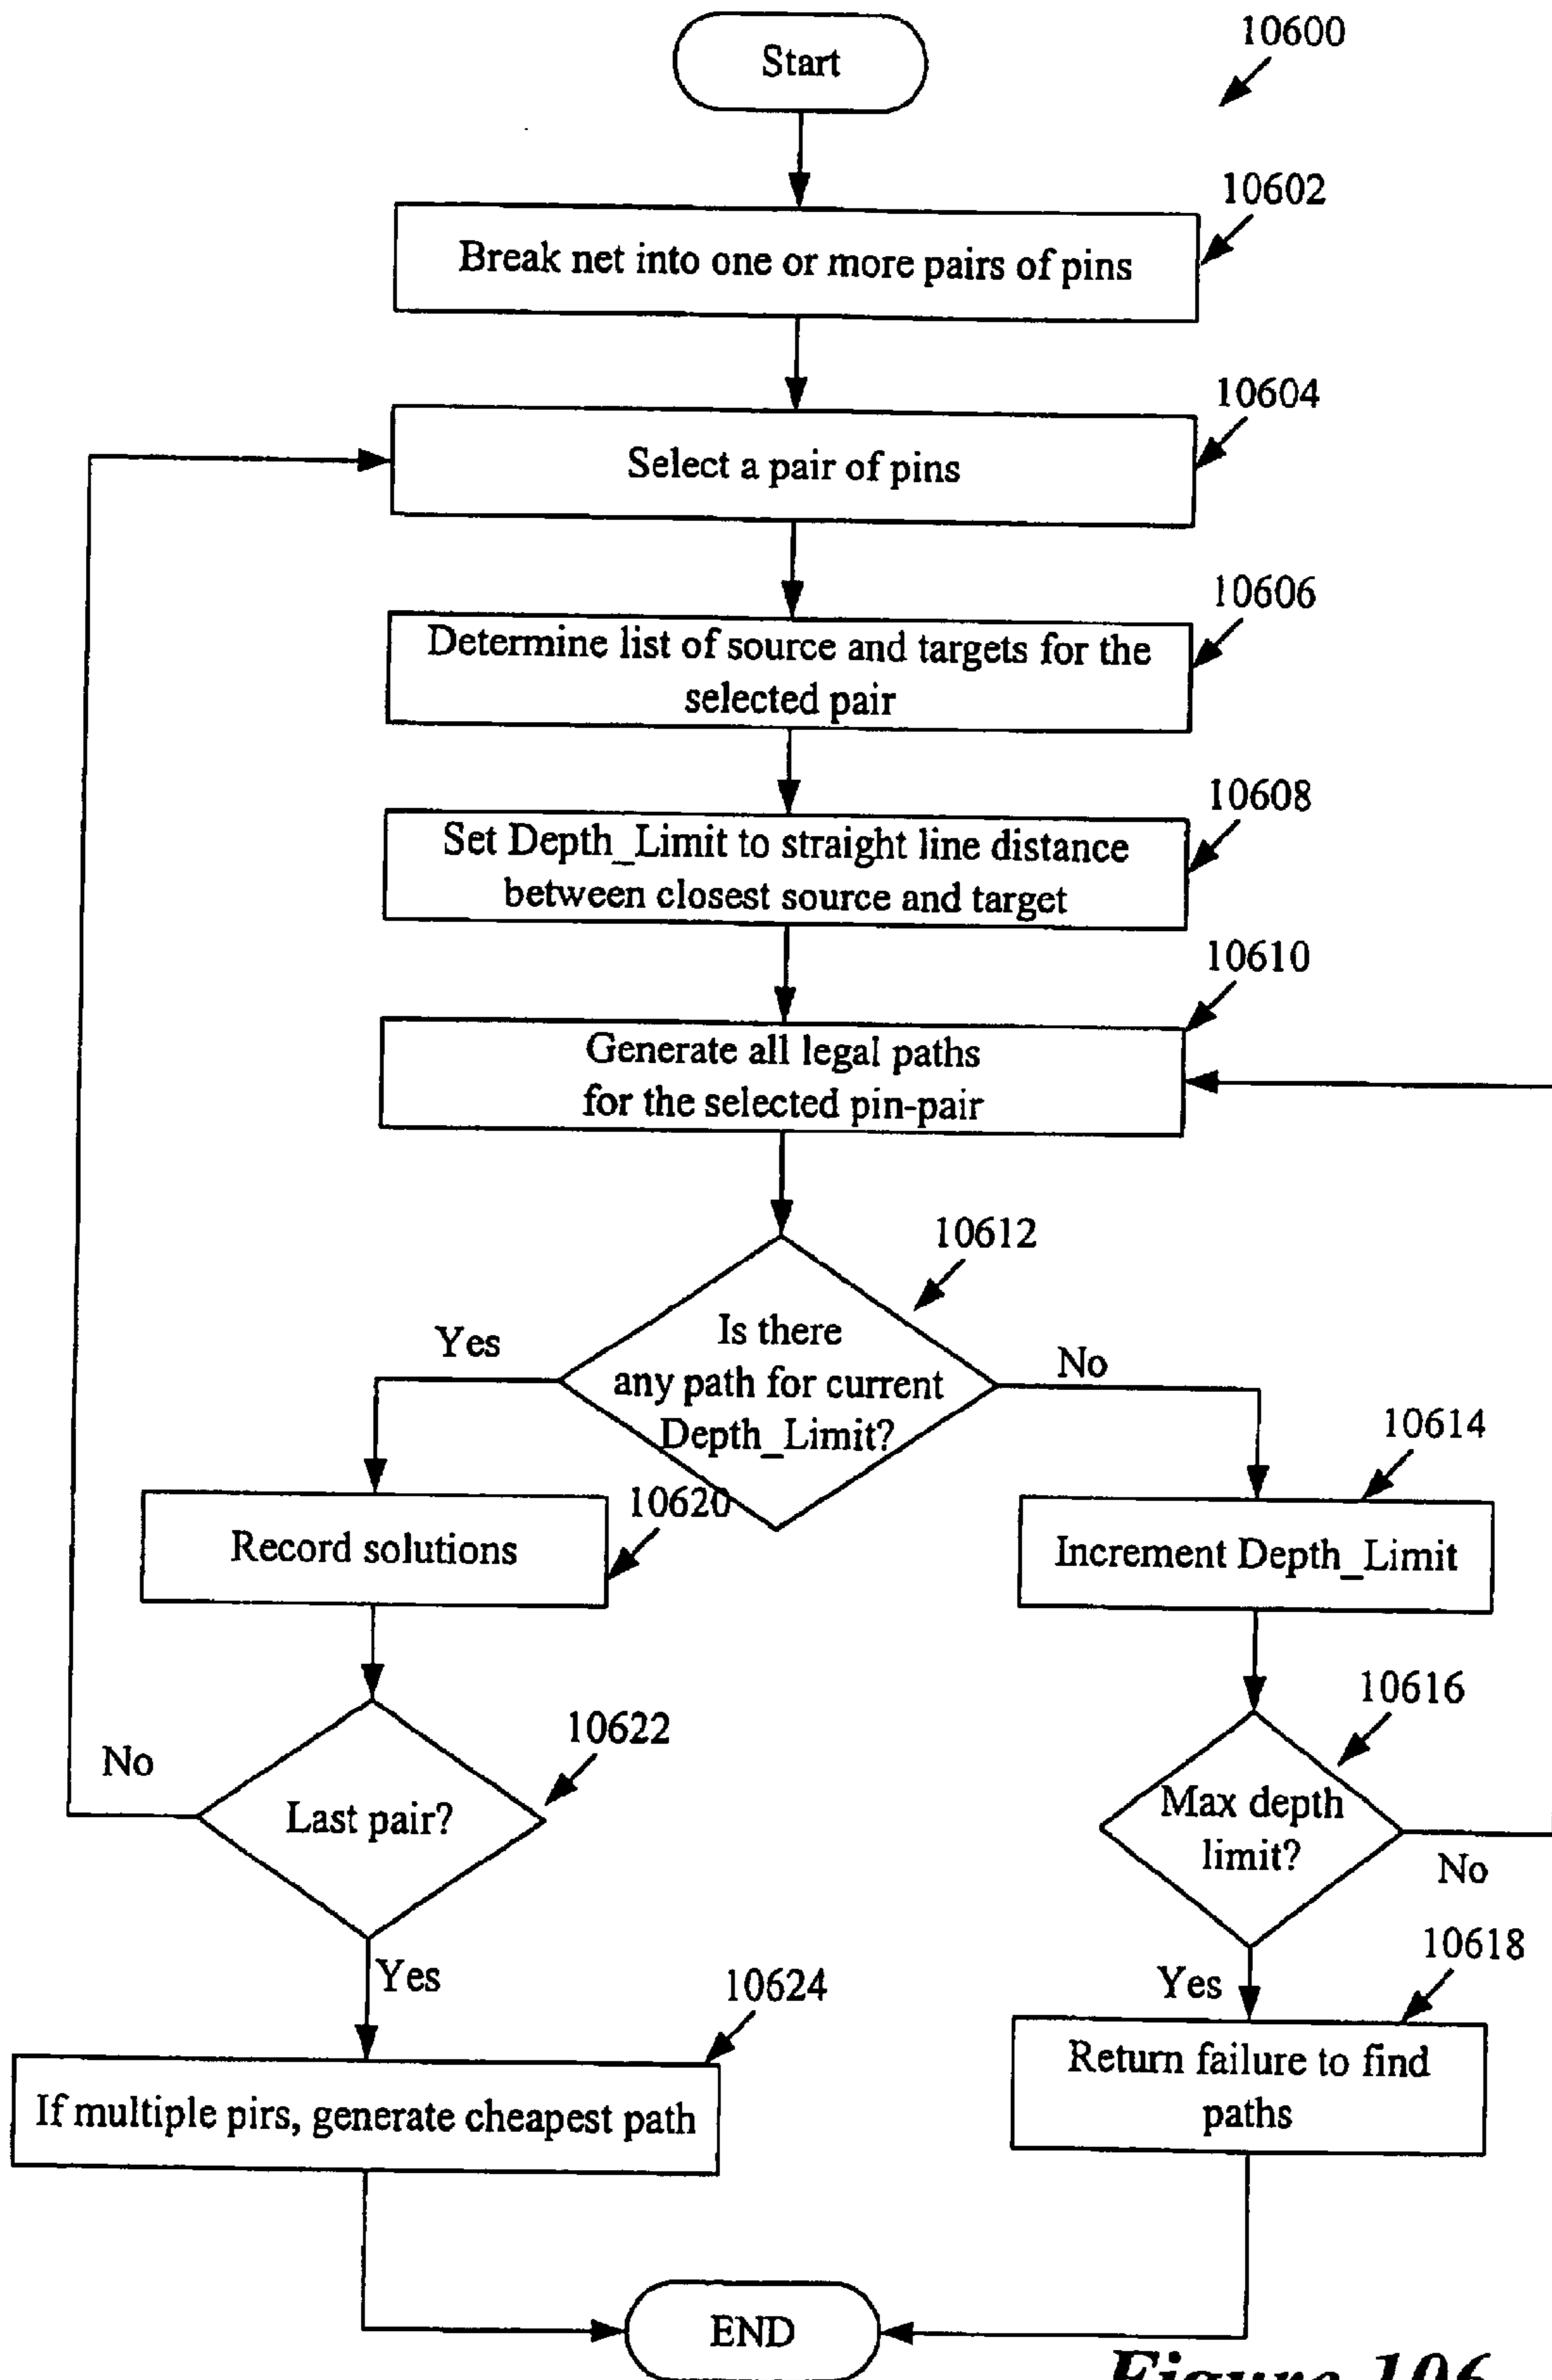 Start
10600
10602
Break net into one or more pairs of pins
10604
Select a pair of pins
10606
Determine list of source and targets for the
selected pair
10608
Set Depth_Limit to straight line distance
between closest source and target
10610
Generate all legal paths
for the selected pin-pair
10612
Is there
any path for current
Depth_Limit?
Yes
No
10614
10620
Record solutions
Increment Depth_Limit
10616
10622
No
Last pair?
Max depth
limit?
No
10618
Yes
Yes
10624
If multiple pirs, generate cheapest path
Return failure to find
paths
END
Figure 106